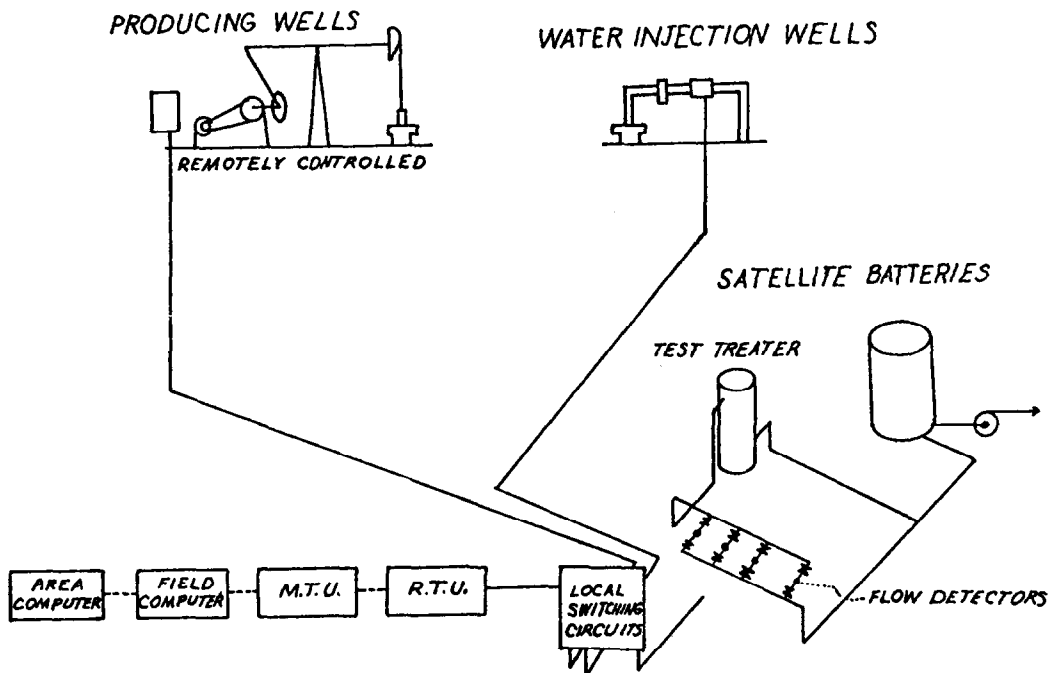 PRODUCING WELLS
WATER INJECTION WELLS
REMOTELY CONTROLLED
SATELLITE BATTERIES
TEST TREATER
AREA
COMPUTER
FIELD
COMPUTER
M.T.U.
R.T.U.
LOCAL
SWITCHING
CIRCUITS
FLOW DETECTORS